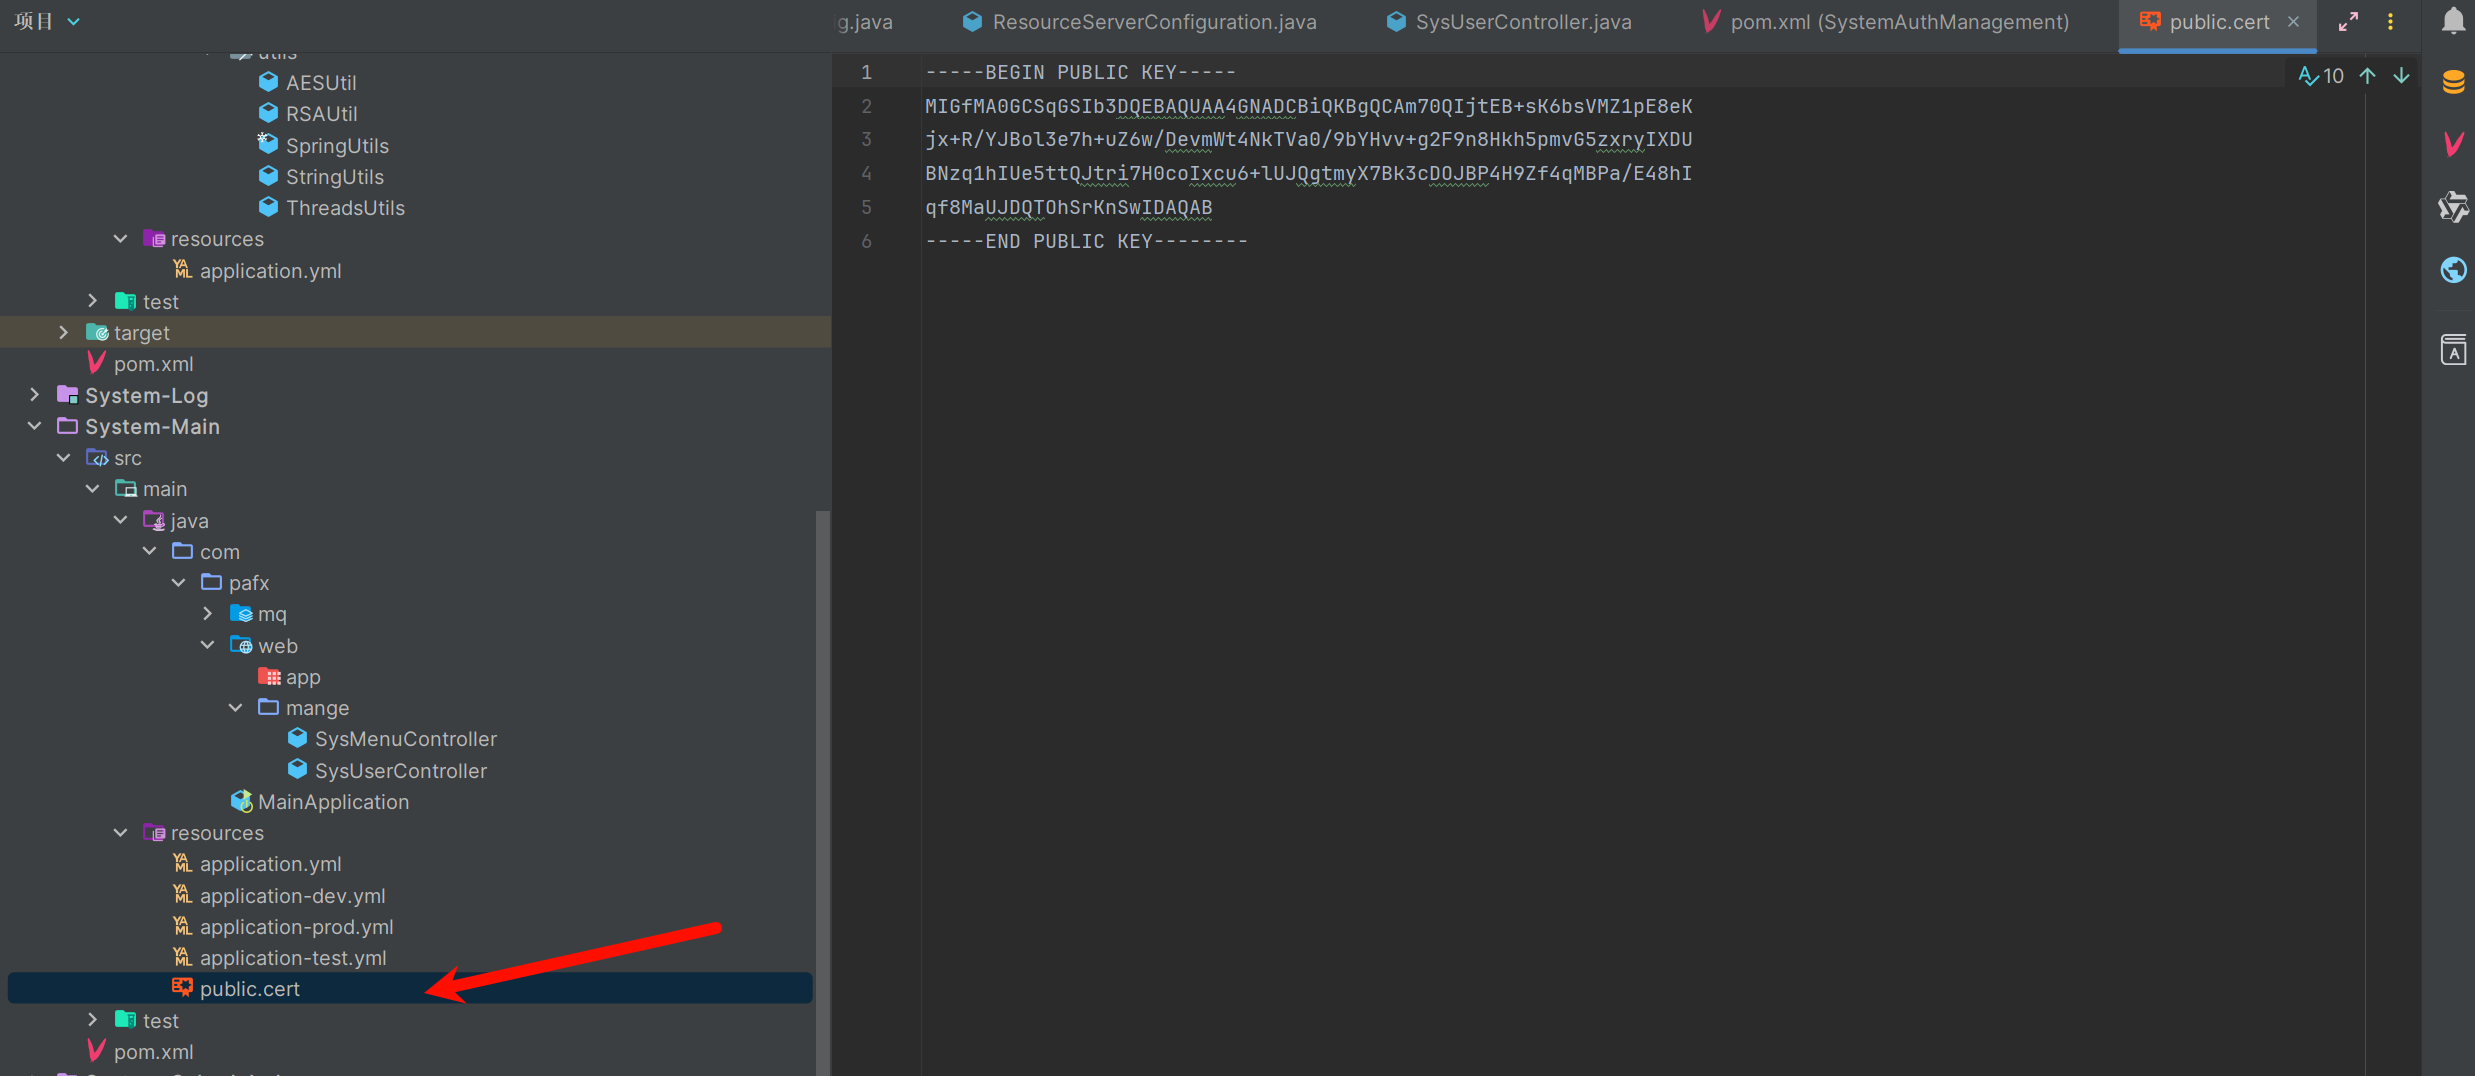 项目
ig.java
ResourceServerConfiguration.java
SysUserController.java
pom.xml (SystemAuthManagement)
public.cert
utils
AESUtil
RSAUtil
SpringUtils
StringUtils
ThreadsUtils
resources
application.yml
test
target
pom.xml
System-Log
System-Main
src
main
java
com
pafx
mq
web
app
mange
SysMenuController
SysUserController
MainApplication
resources
application.yml
application-dev.yml
application-prod.yml
application-test.yml
public.cert
test
pom.xml
1 -----BEGIN PUBLIC KEY-----
2 MIGfMA0GCSqGSIb3DQEBAQUAA4GNADCBiQKBgQCAm70QIjtEB+sK6bsVMZ1pE8eK
3 jx+R/YJBol3e7h+uZ6w/DevmWt4NkTVa0/9bYHvv+g2F9n8Hkh5pmvG5zxryIXDU
4 BNzq1hIUe5ttQJtri7H0coIxcu6+lUJQgtmyX7Bk3cDOJBP4H9Zf4qMBPa/E48hI
5 qf8MaUJDQTOhSrKnSwIDAQAB
6 -----END PUBLIC KEY--------
10